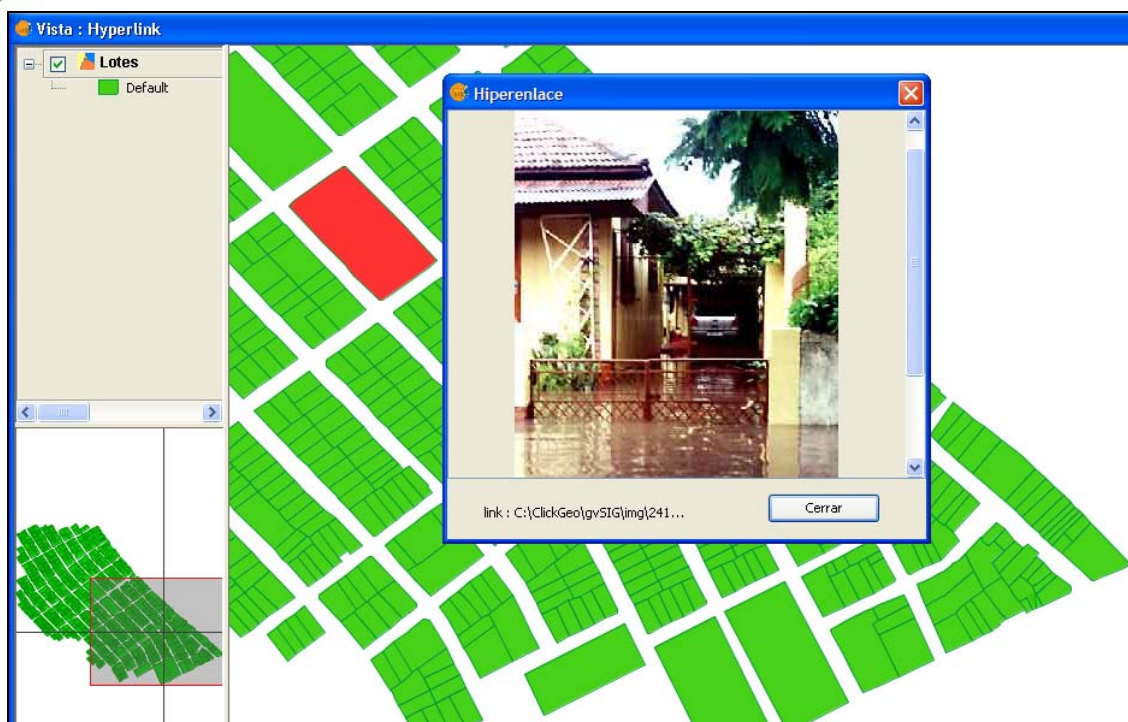 Vista : Hyperlink
Lotes
Default
Hiperenlace
link : C:\ClickGeo\gvSIG\img\241...
Cerrar